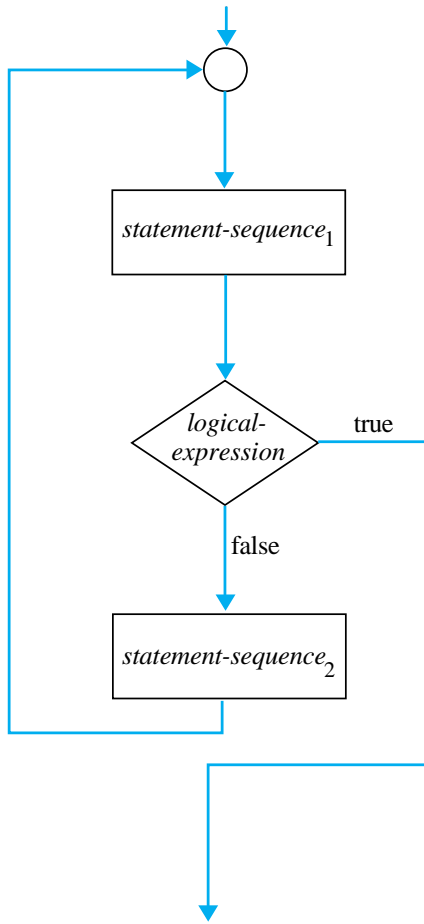 statement-sequence1
logical-
expression
true
false
statement-sequence2